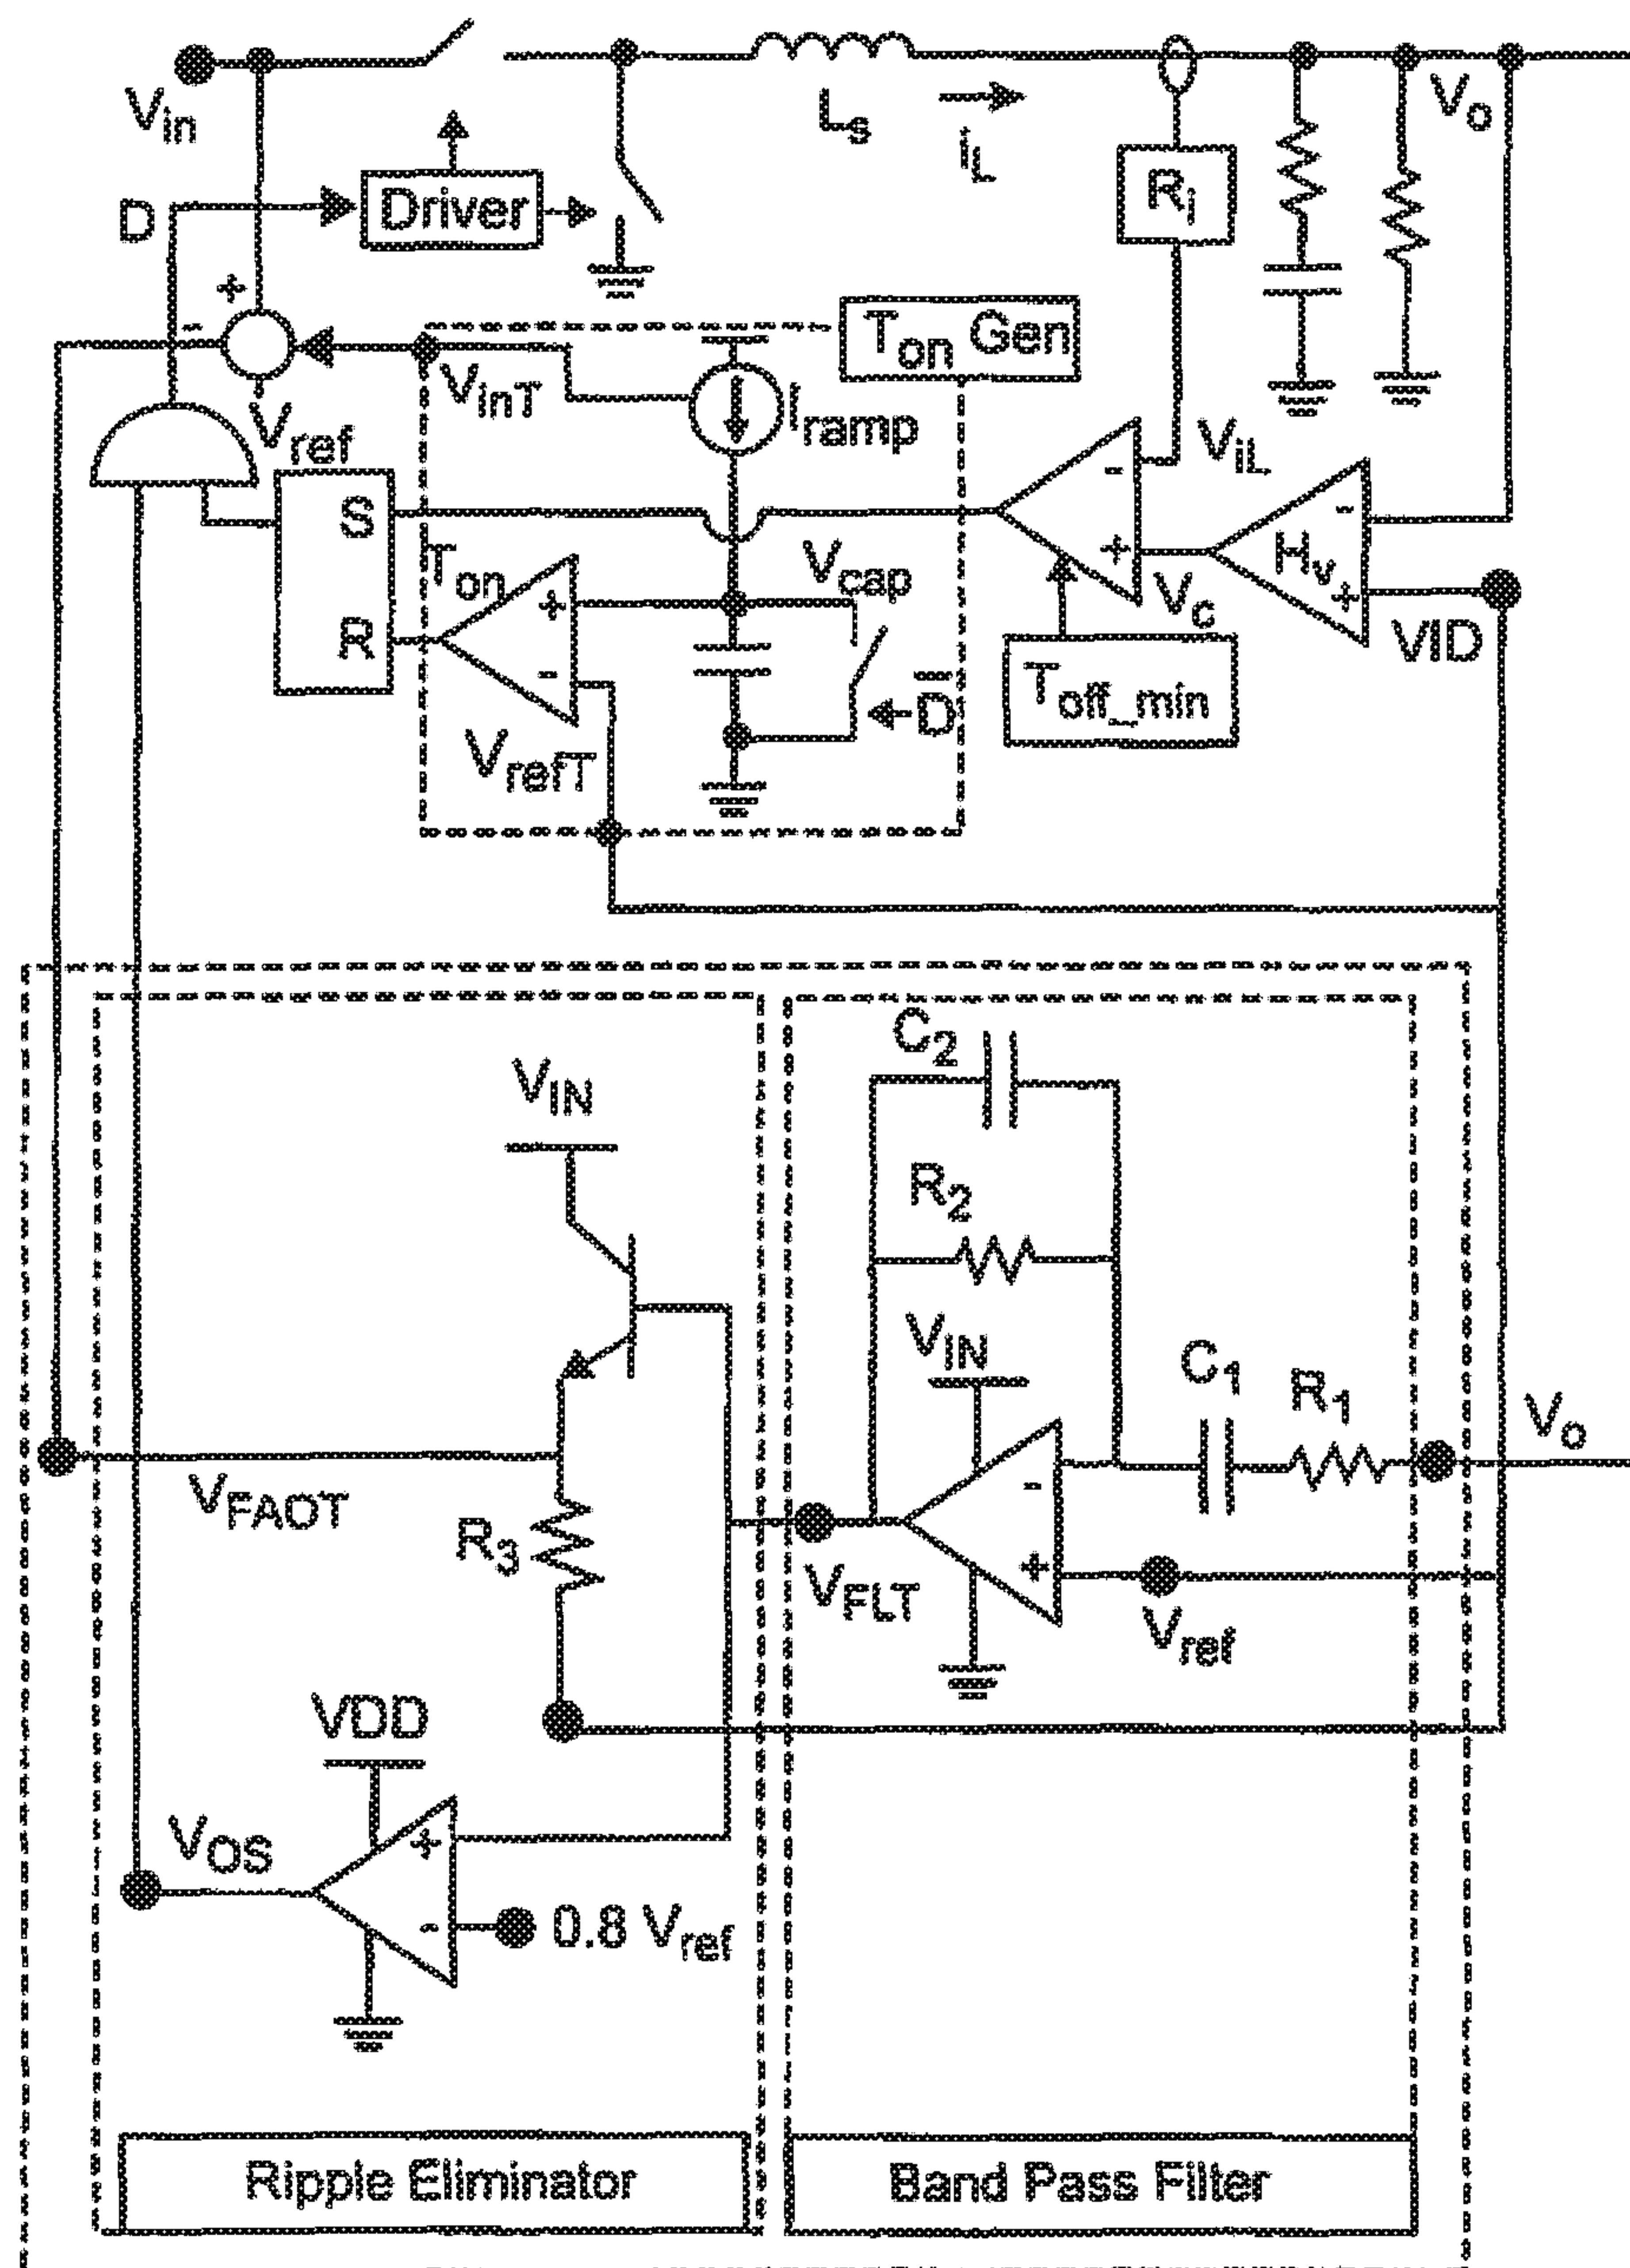 Vin
Ls
iL
Vo
D
Driver
Ri
+
-
Ton Gen
VinT
Iramp
Vref
ViL
-
S
Ton
Vcap
+
Vc
Hv
-
+
VID
R
+
-
D̅
Toff_min
VrefT
C2
VIN
R2
VIN
C1
R1
Vo
-
+
VFAOT
R3
VFLT
Vref
VDD
VOS
+
-
0.8 Vref
Ripple Eliminator
Band Pass Filter